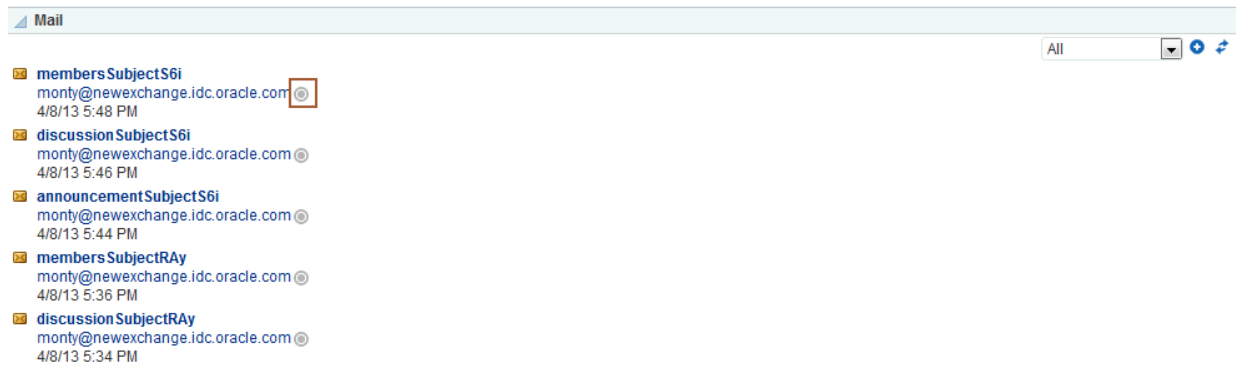 Mail
All
membersSubjectS6i
monty@newexchange.idc.oracle.com
4/8/13 5:48 PM
discussionSubjectS6i
monty@newexchange.idc.oracle.com
4/8/13 5:46 PM
announcementSubjectS6i
monty@newexchange.idc.oracle.com
4/8/13 5:44 PM
membersSubjectRAy
monty@newexchange.idc.oracle.com
4/8/13 5:36 PM
discussionSubjectRAy
monty@newexchange.idc.oracle.com
4/8/13 5:34 PM